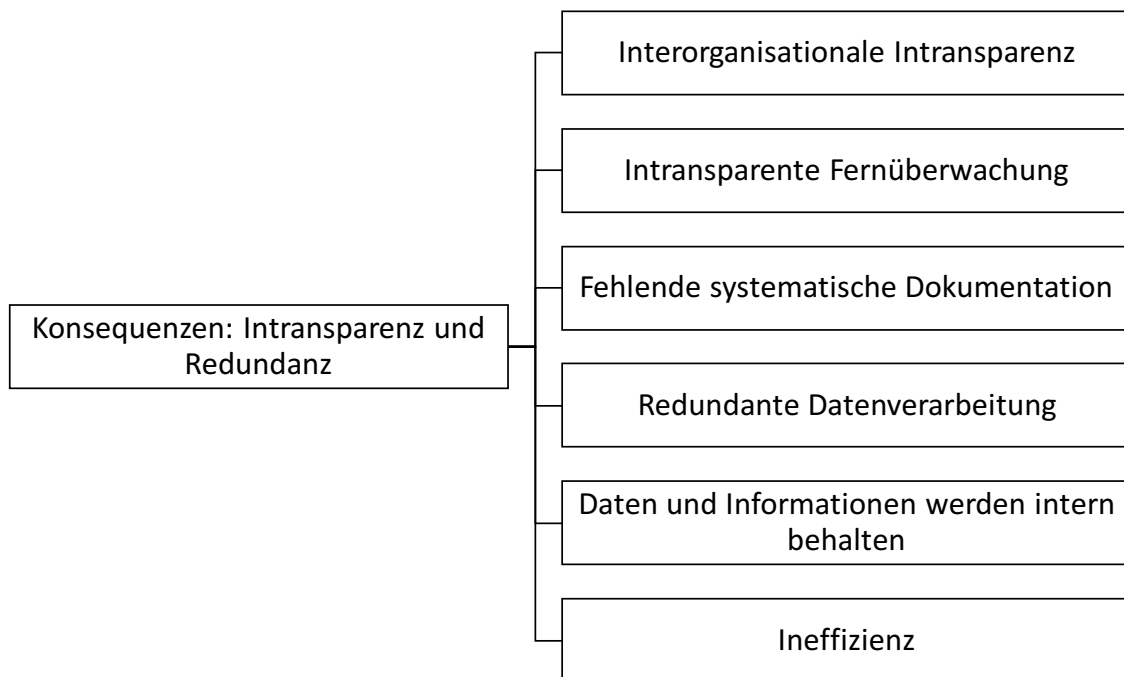 Interorganisationale Intransparenz
Intransparente Fernüberwachung
Fehlende systematische Dokumentation
Konsequenzen: Intransparenz und
Redundanz
Redundante Datenverarbeitung
Daten und Informationen werden intern
behalten
Ineffizienz